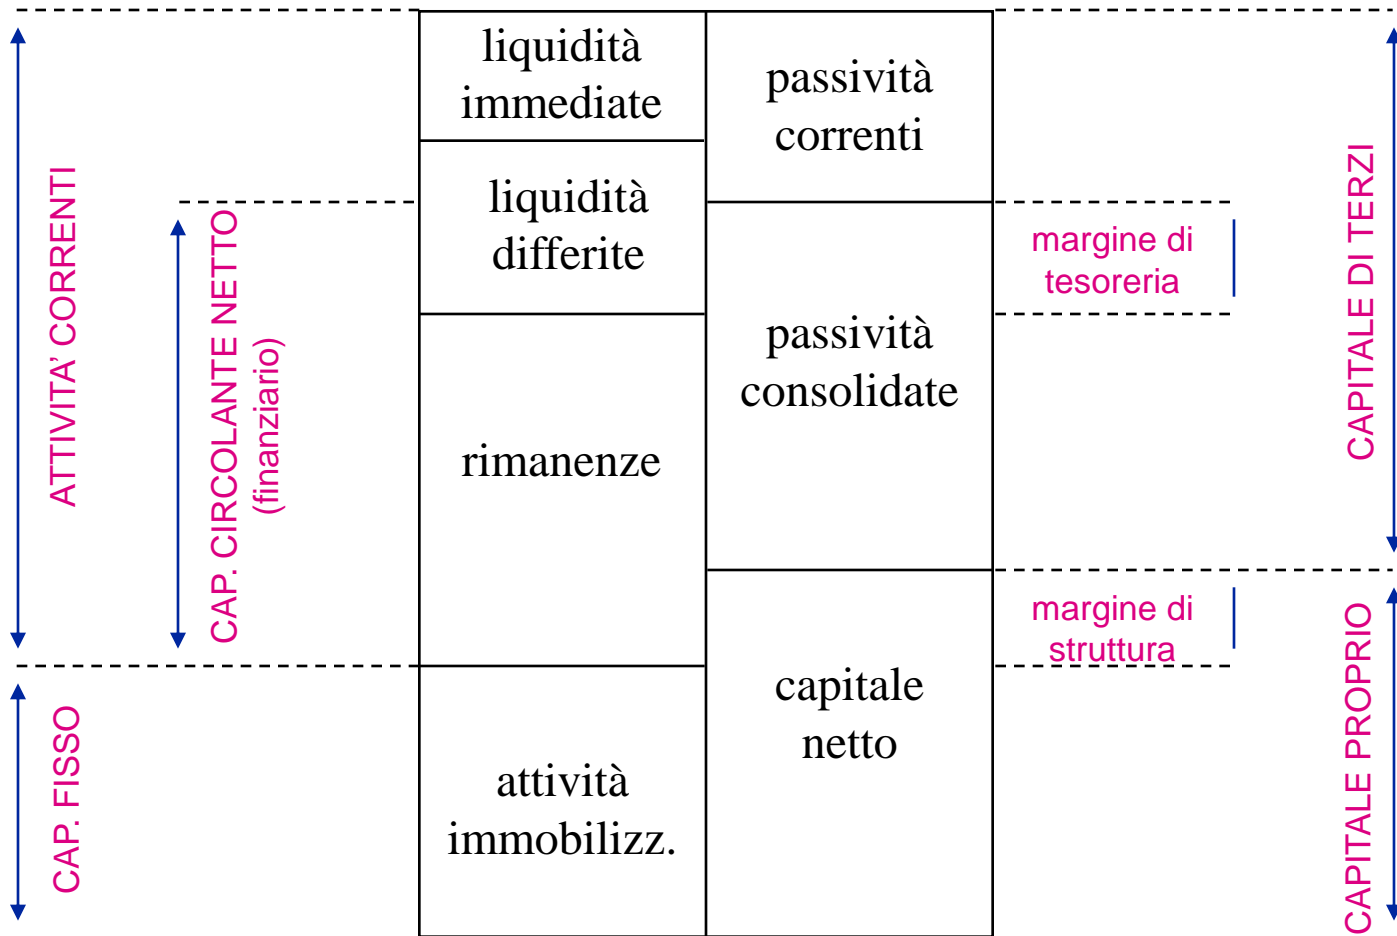 liquidità
immediate
passività
correnti
ATTIVITA' CORRENTI
CAP. CIRCOLANTE NETTO
(finanziario)
liquidità
differite
margine di
tesoreria
CAPITALE DI TERZI
passività
consolidate
rimanenze
margine di
struttura
CAP. FISSO
capitale
netto
CAPITALE PROPRIO
attività
immobilizz.